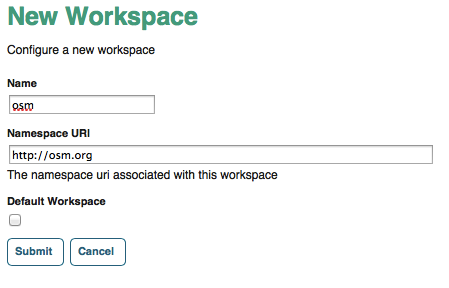 New Workspace
Configure a new workspace
Name
osm
Namespace URI
http://osm.org
The namespace uri associated with this workspace
Default Workspace
Submit Cancel